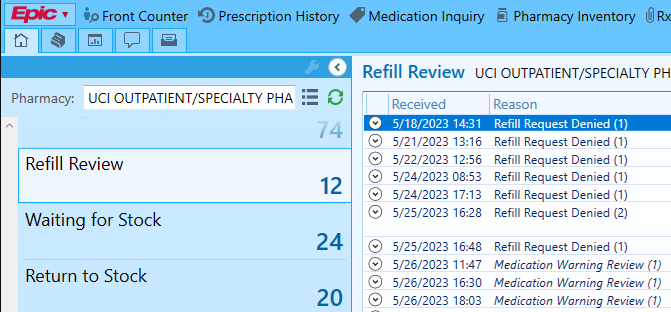 Epic Front Counter Prescription History Medication Inquiry Pharmacy Inventory Rx
Pharmacy: UCI OUTPATIENT/SPECIALTY PHA
74
Refill Review
12
Waiting for Stock
24
Return to Stock
20
Refill Review UCI OUTPATIENT/SPECIALTY PH
Received Reason
5/18/2023 14:31 Refill Request Denied (1)
5/21/2023 13:16 Refill Request Denied (1)
5/22/2023 12:56 Refill Request Denied (1)
5/24/2023 08:53 Refill Request Denied (1)
5/24/2023 17:13 Refill Request Denied (1)
5/25/2023 16:28 Refill Request Denied (2)
5/25/2023 16:48 Refill Request Denied (1)
5/26/2023 11:47 Medication Warning Review (1)
5/26/2023 16:30 Medication Warning Review (1)
5/26/2023 18:03 Medication Warning Review (1)